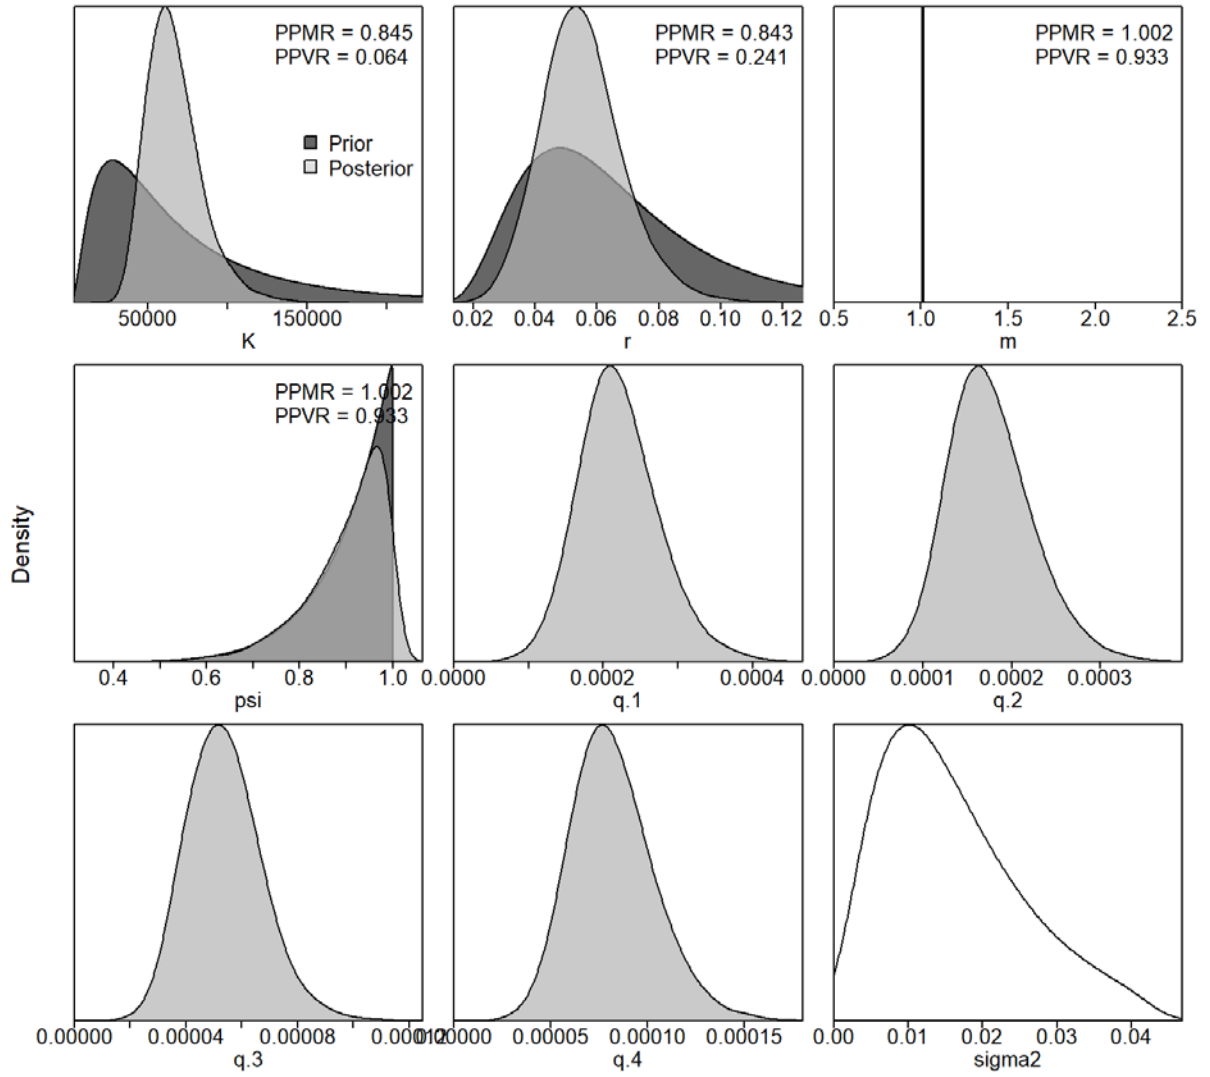 PPMR = 0.845
PPVR = 0.064
Prior
Posterior
50000 150000
K
PPMR = 0.843
PPVR = 0.241
0.02 0.04 0.06 0.08 0.10 0.12
r
PPMR = 1.002
PPVR = 0.933
0.5 1.0 1.5 2.0 2.5
m
Density
PPMR = 1.002
PPVR = 0.933
0.4 0.6 0.8 1.0
psi
0.0000 0.0002 0.0004
q.1
0.0000 0.0001 0.0002 0.0003
q.2
0.00000 0.00004 0.00008
q.3
0.00000 0.00005 0.00010 0.00015
q.4
0.00 0.01 0.02 0.03 0.04
sigma2